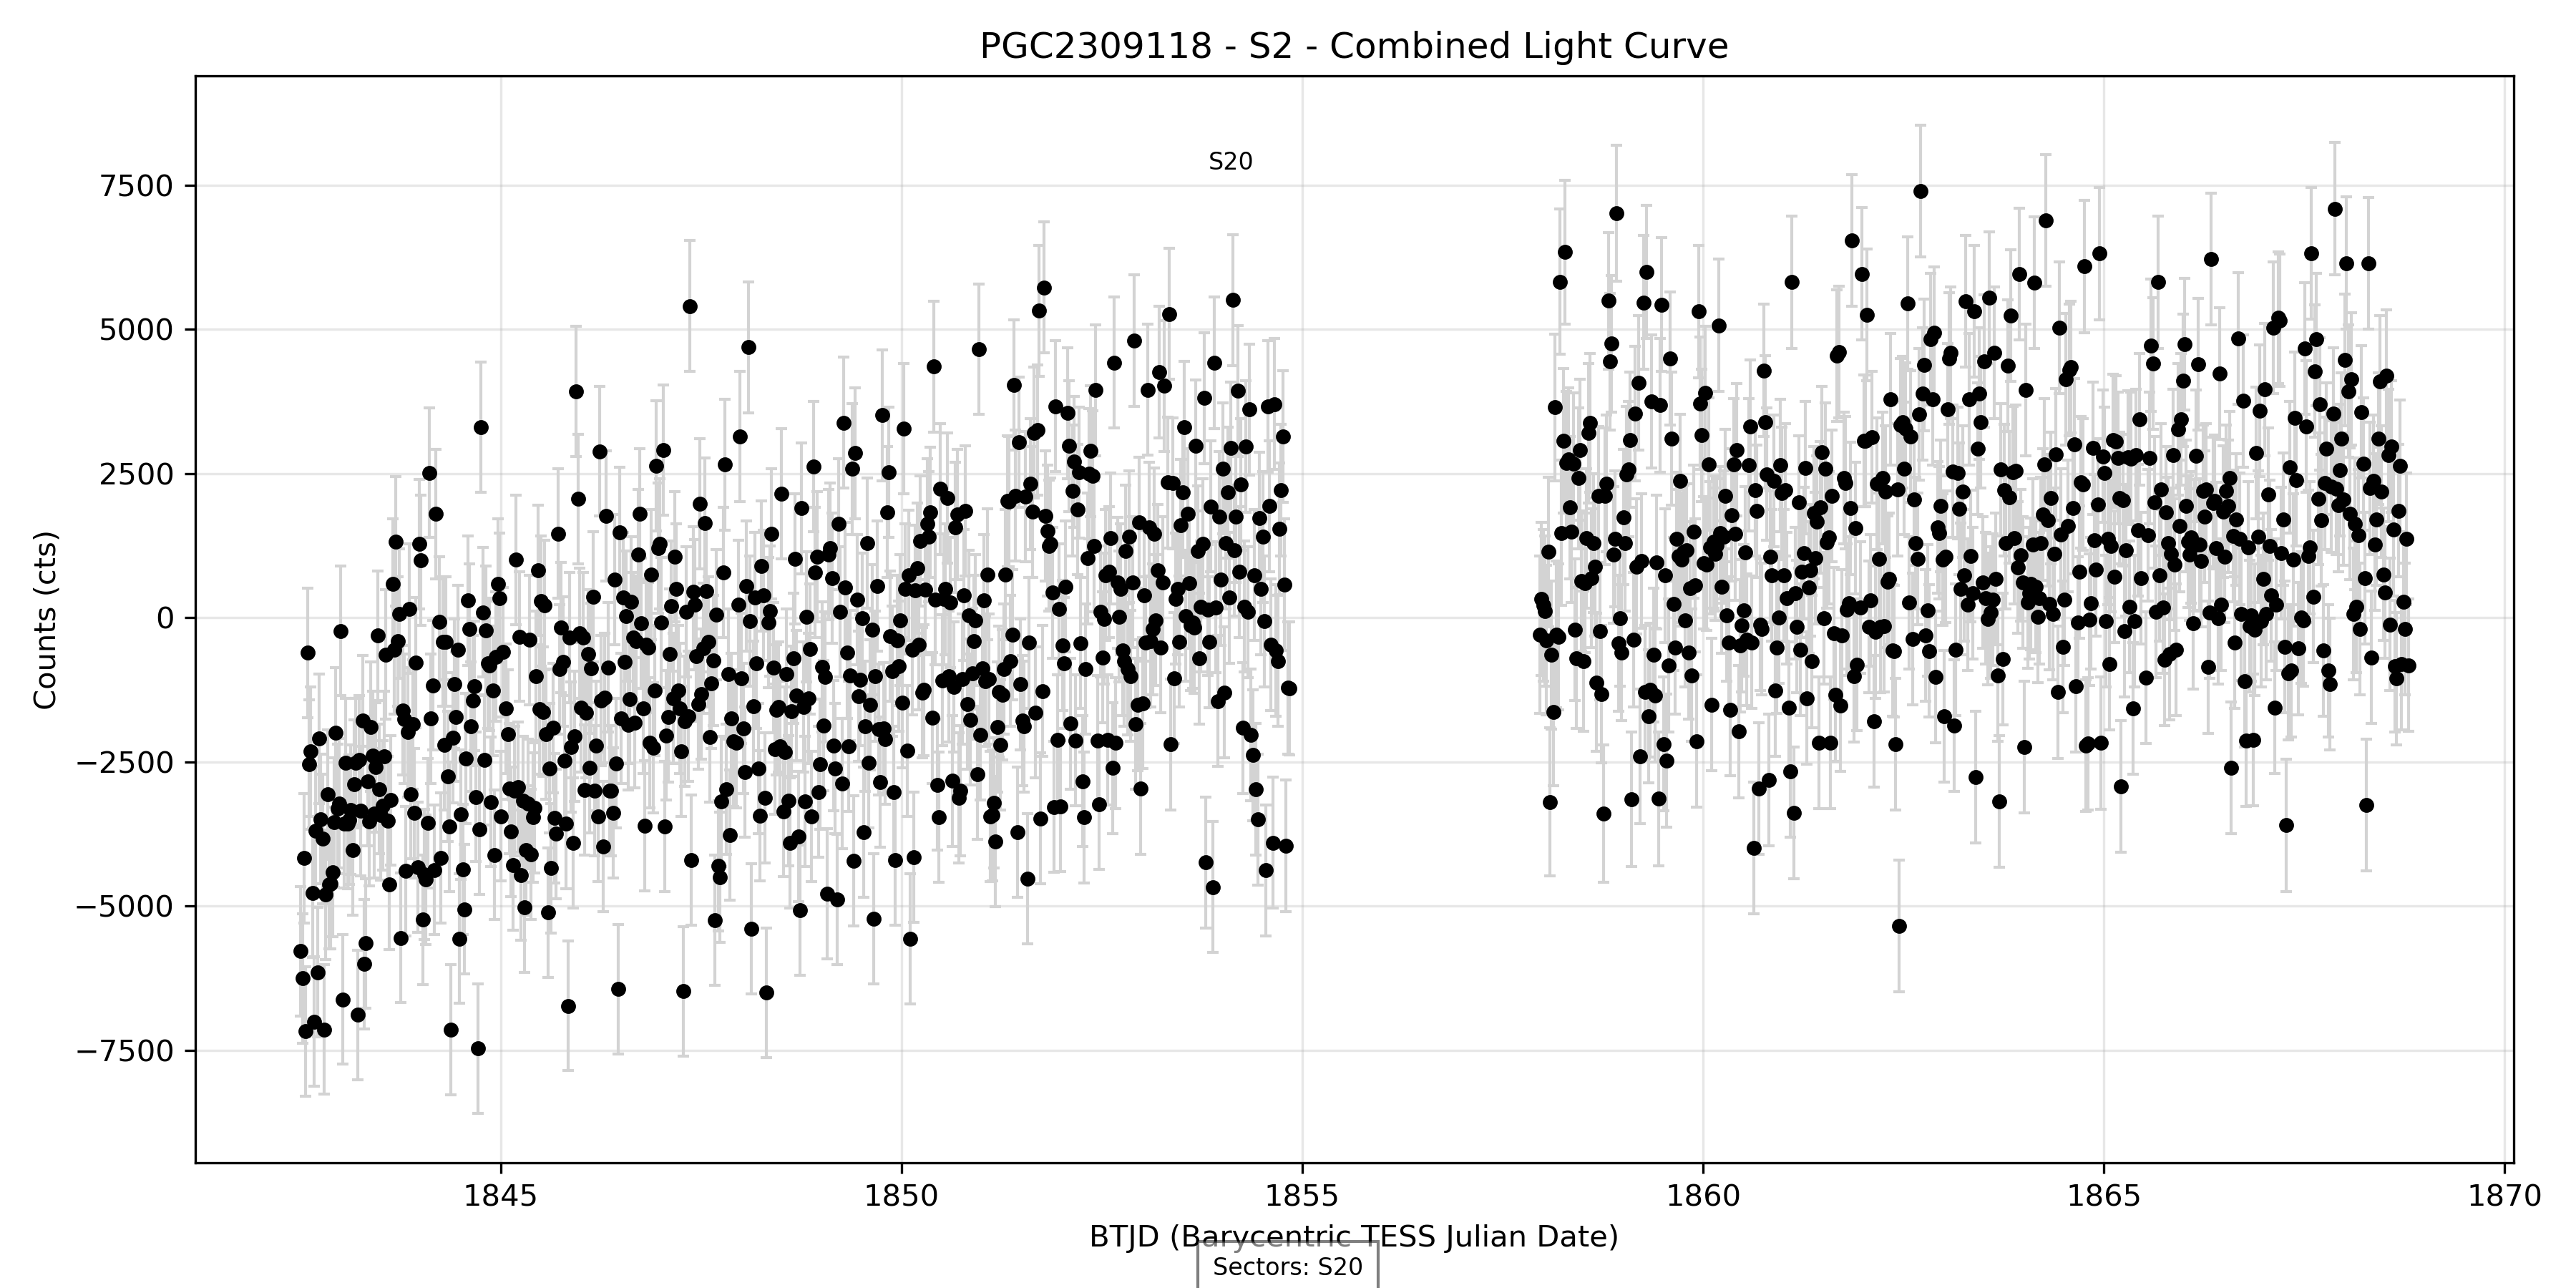 PGC2309118 - S2 - Combined Light Curve
S20
7500
5000
2500
0
−2500
−5000
−7500
Counts (cts)
1845 1850 1855 1860 1865 1870
BTJD (Barycentric TESS Julian Date)
Sectors: S20